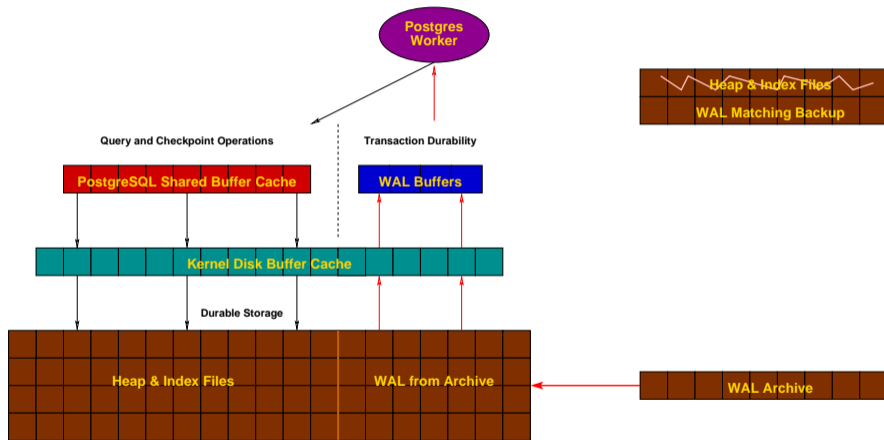 Postgres
Worker
Heap & Index Files
WAL Matching Backup
Query and Checkpoint Operations
Transaction Durability
PostgreSQL Shared Buffer Cache
WAL Buffers
Kernel Disk Buffer Cache
Durable Storage
Heap & Index Files
WAL from Archive
WAL Archive